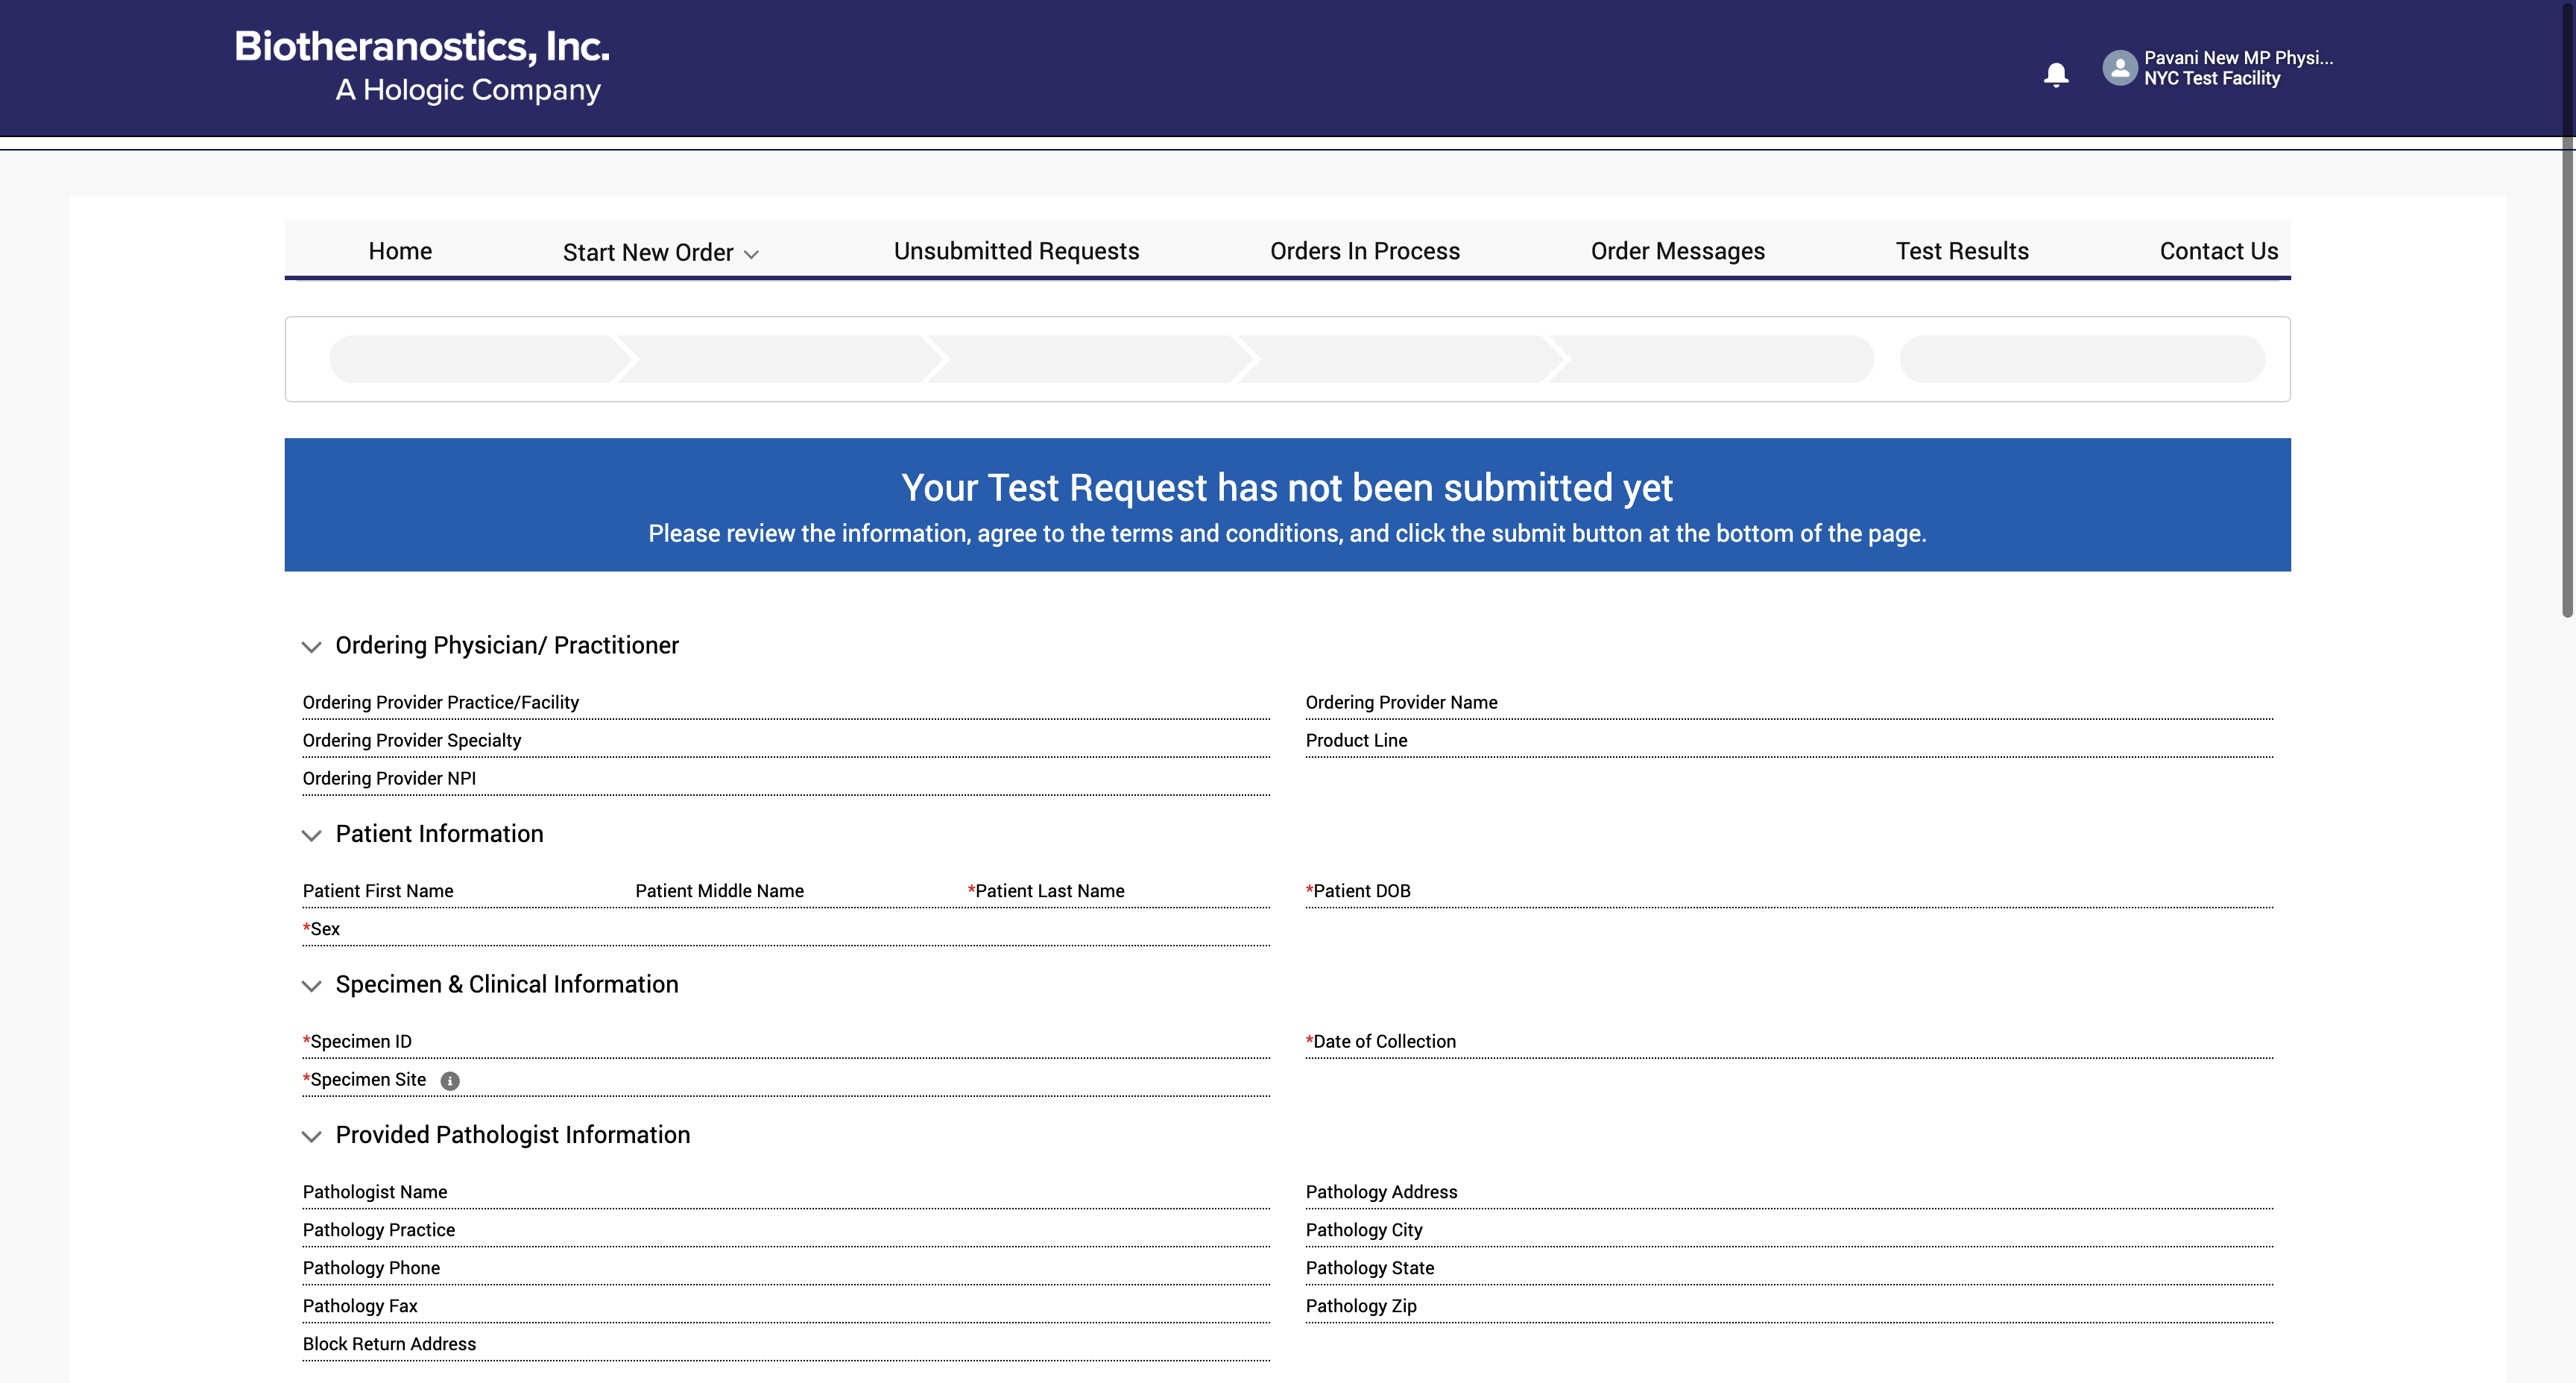 Biotheranostics, Inc.
A Hologic Company
Pavani New MP Physi...
NYC Test Facility
Home Start New Order Unsubmitted Requests Orders In Process Order Messages Test Results Contact Us
Your Test Request has not been submitted yet
Please review the information, agree to the terms and conditions, and click the submit button at the bottom of the page.
Ordering Physician/ Practitioner
Ordering Provider Practice/Facility Ordering Provider Name
Ordering Provider Specialty Product Line
Ordering Provider NPI
Patient Information
Patient First Name Patient Middle Name *Patient Last Name *Patient DOB
*Sex
Specimen & Clinical Information
*Specimen ID *Date of Collection
*Specimen Site
Provided Pathologist Information
Pathologist Name Pathology Address
Pathology Practice Pathology City
Pathology Phone Pathology State
Pathology Fax Pathology Zip
Block Return Address